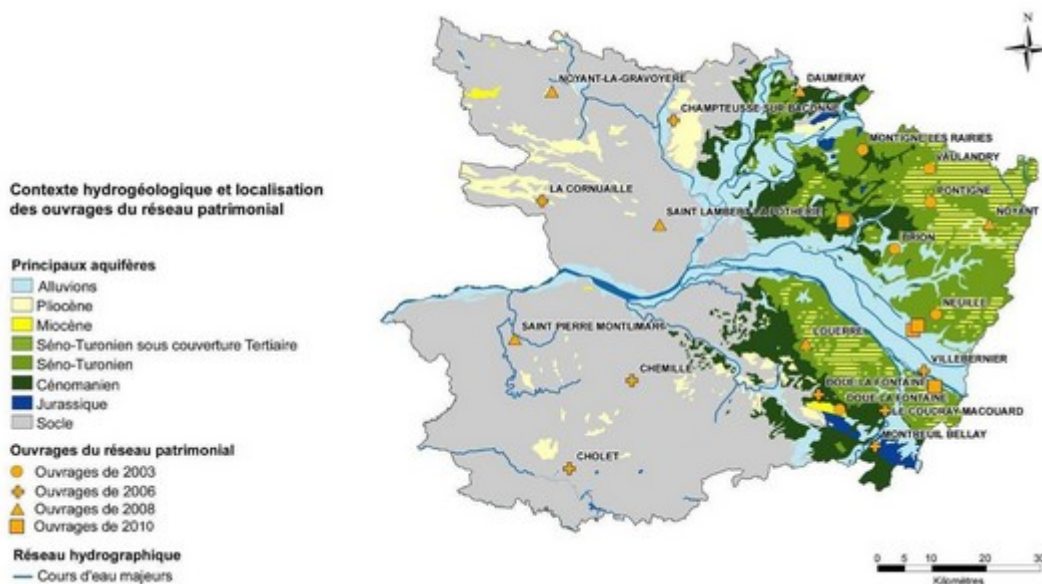 N
NOYANT-LA-GRAVOYERE
DAUMERAY
CHAMPTEUSSE-SUR-BACONNE
MONTIGNE LES RAIRIES
VAULANDRY
Contexte hydrogéologique et localisation
des ouvrages du réseau patrimonial
LA CORNUAILLE
PONTIGNE
SAINT LAMBERT LA POTHERIE
NOYANT
BRION
Principaux aquifères
Alluvions
Pliocène
Miocène
Séno-Turonien sous couverture Tertiaire
Séno-Turonien
Cénomanien
Jurassique
Socle
NEUILLE
SAINT PIERRE MONTLIMARS
LOUERRE
VILLEBERNIER
CHEMILLE
DOUE LA FONTAINE
DOUE LA FONTAINE
LE COUDRAY-MACOUARD
MONTREUIL BELLAY
CHOLET
Ouvrages du réseau patrimonial
Ouvrages de 2003
Ouvrages de 2006
Ouvrages de 2008
Ouvrages de 2010
Réseau hydrographique
Cours d'eau majeurs
0 5 10 20 30
Kilomètres